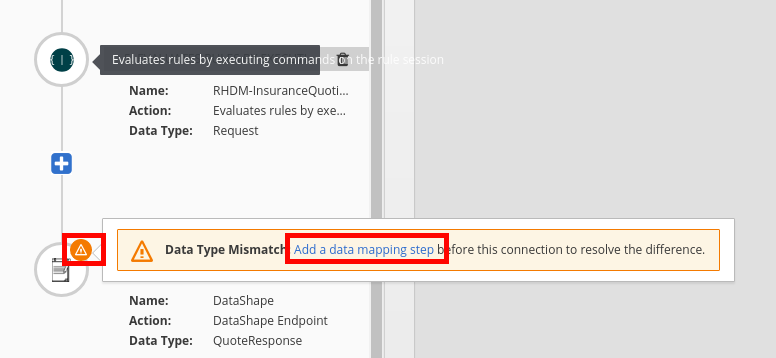 Evaluates rules by executing commands on the rule session
Name: RHDM-InsuranceQuoti...
Action: Evaluates rules by exe...
Data Type: Request
Data Type Mismatch Add a data mapping step before this connection to resolve the difference.
Name: DataShape
Action: DataShape Endpoint
Data Type: QuoteResponse